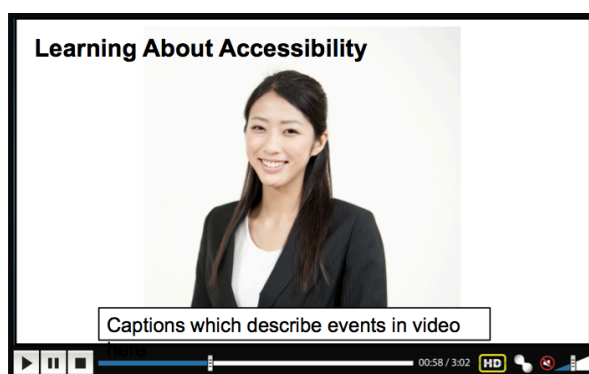 Learning About Accessibility
Captions which describe events in video
here
00:58 / 3:02 HD